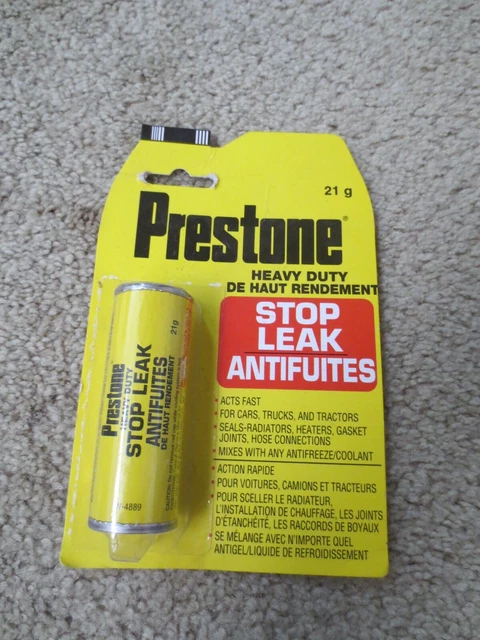 21 g
Prestone®
HEAVY DUTY
DE HAUT RENDEMENT
STOP
LEAK
ANTIFUITES
• ACTS FAST
• FOR CARS, TRUCKS, AND TRACTORS
• SEALS-RADIATORS, HEATERS, GASKET
JOINTS, HOSE CONNECTIONS
• MIXES WITH ANY ANTIFREEZE/COOLANT
• ACTION RAPIDE
• POUR VOITURES, CAMIONS ET TRACTEURS
• POUR SCELLER LE RADIATEUR,
L'INSTALLATION DE CHAUFFAGE, LES JOINTS
D'ÉTANCHÉITÉ, LES RACCORDS DE BOYAUX
• SE MÉLANGE AVEC N'IMPORTE QUEL
ANTIGEL/LIQUIDE DE REFROIDISSEMENT
Prestone
HEAVY DUTY
STOP LEAK
ANTIFUITES
DE HAUT RENDEMENT
21g
-4889